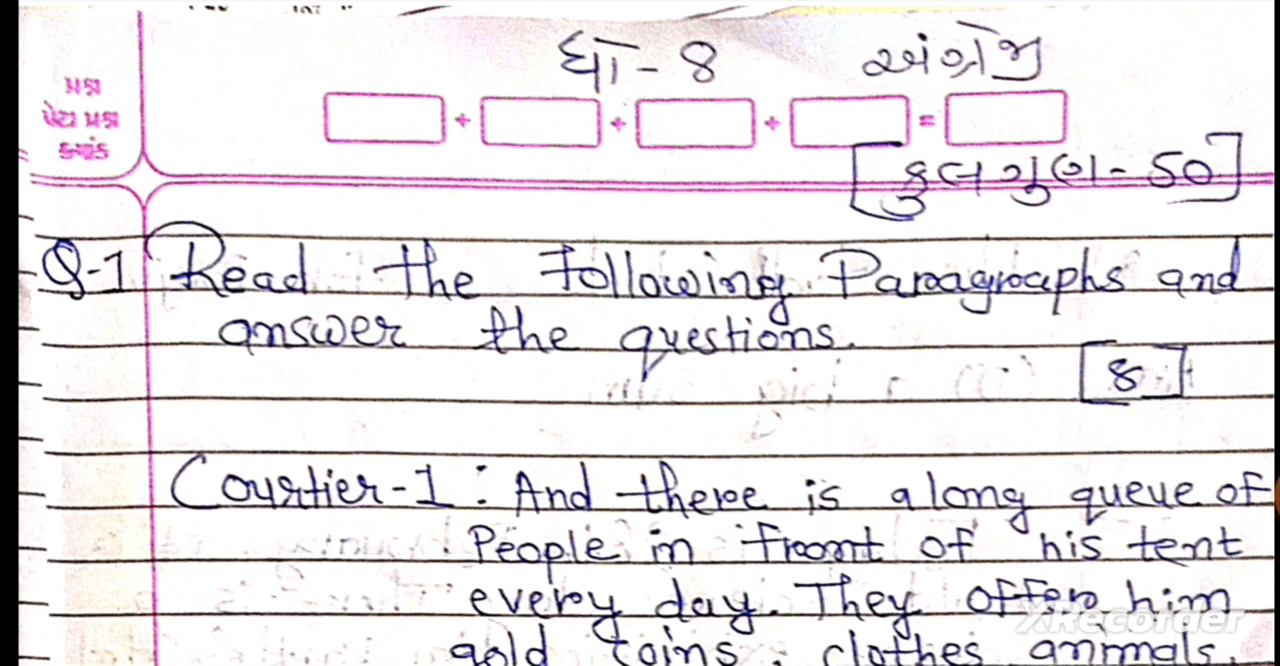 ધો-8 અંગ્રેજી
પ્રશ્ન
પેટા પ્રશ્ન
ક્રમાંક
+ + + =
[કુલ ગુણ-50]
Q-1 Read the following Paragraphs and
answer the questions.
[8]
Courtier-1: And there is a long queue of
People in front of his tent
every day. They offer him
gold coins, clothes animals.
XRecorder